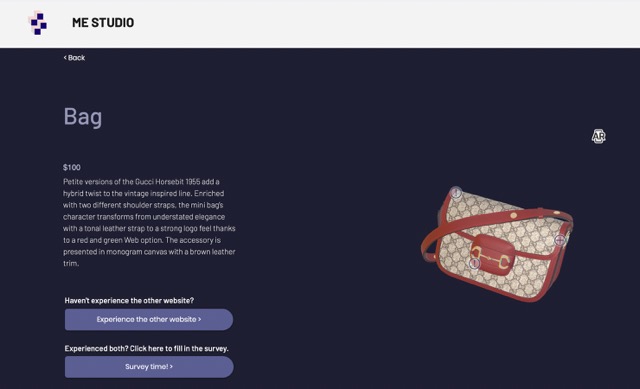 ME STUDIO
< Back
Bag
AR
$100
Petite versions of the Gucci Horsebit 1955 add a
hybrid twist to the vintage inspired line. Enriched
with two different shoulder straps, the mini bag's
character transforms from understated elegance
with a tonal leather strap to a strong logo feel thanks
to a red and green Web option. The accessory is
presented in monogram canvas with a brown leather
trim.
Haven't experience the other website?
Experience the other website >
Experienced both? Click here to fill in the survey.
Survey time! >